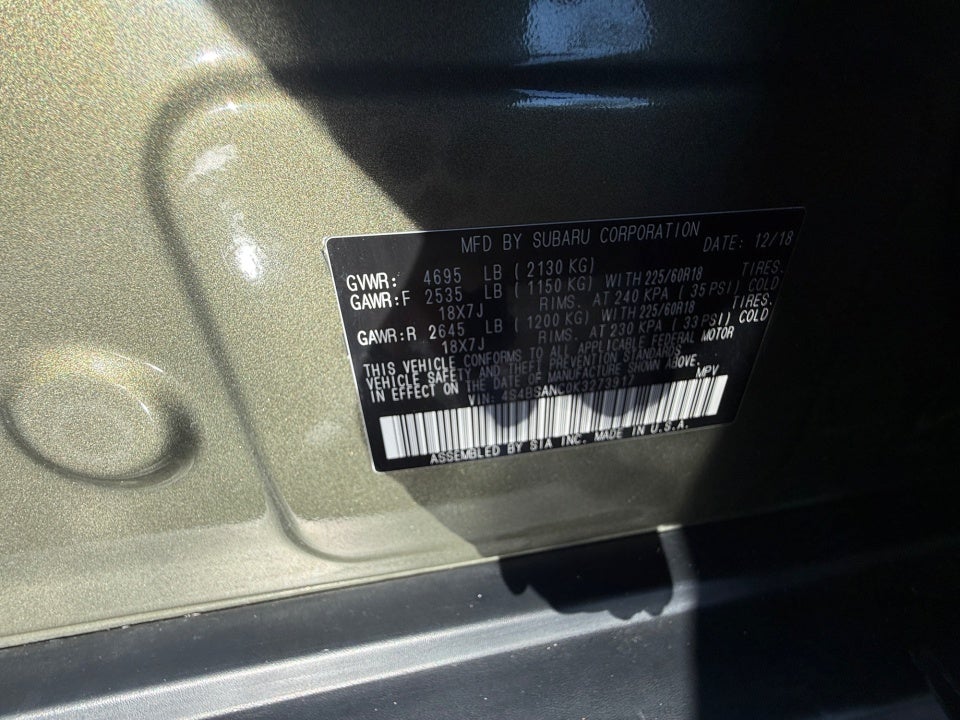 MFD BY SUBARU CORPORATION DATE: 12/18
GVWR: 4695 LB ( 2130 KG)
GAWR:F 2535 LB ( 1150 KG) WITH 225/60R18 TIRES.
18X7J RIMS. AT 240 KPA ( 35 PSI) COLD
GAWR:R 2645 LB ( 1200 KG) WITH 225/60R18 TIRES.
18X7J RIMS. AT 230 KPA ( 33 PSI) COLD
THIS VEHICLE CONFORMS TO ALL APPLICABLE FEDERAL MOTOR
VEHICLE SAFETY AND THEFT PREVENTION STANDARDS
IN EFFECT ON THE DATE OF MANUFACTURE SHOWN ABOVE.
VIN: 4S4BSANC0K3273917 MPV
ASSEMBLED BY SIA INC. MADE IN U.S.A.